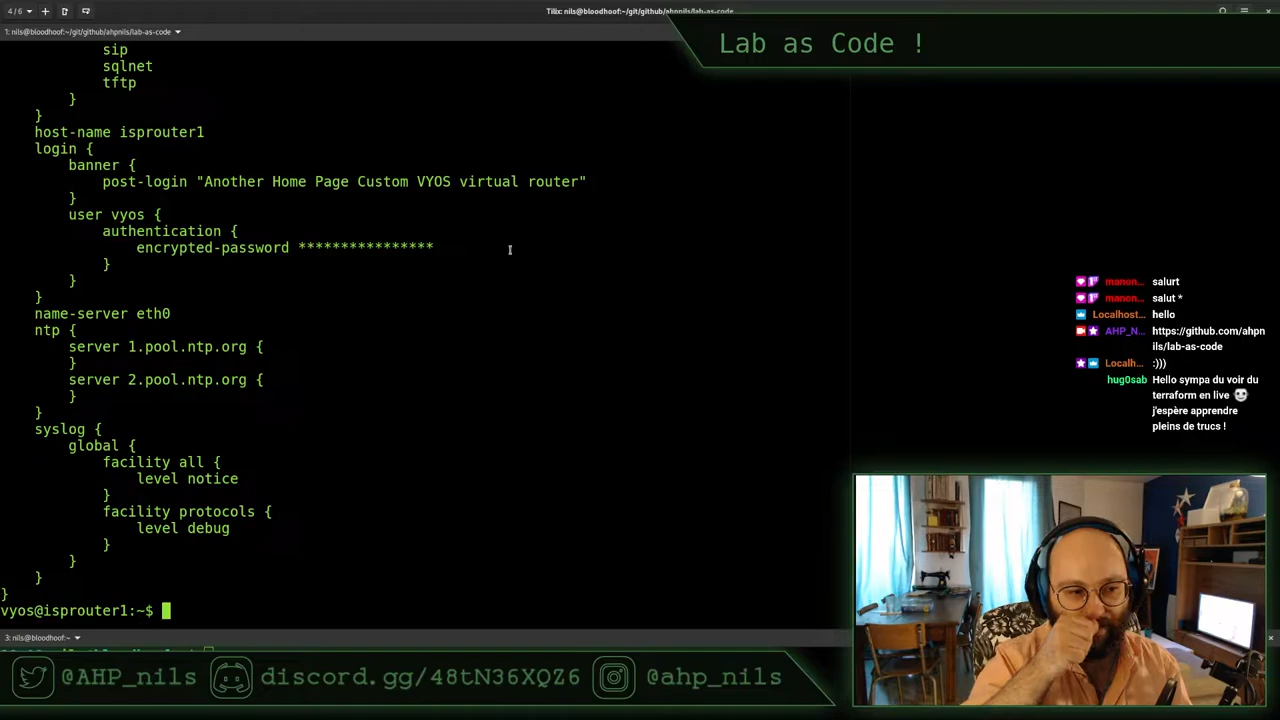 4/6
Tilix: nils@bloodhoof:~/git/github/ahpnils/lab-as-code
1: nils@bloodhoof:~/git/github/ahpnils/lab-as-code
Lab as Code !
sip
sqlnet
tftp
}
}
host-name isprouter1
login {
banner {
post-login "Another Home Page Custom VYOS virtual router"
}
user vyos {
authentication {
encrypted-password ****************
}
}
}
name-server eth0
ntp {
server 1.pool.ntp.org {
}
server 2.pool.ntp.org {
}
}
syslog {
global {
facility all {
level notice
}
facility protocols {
level debug
}
}
}
}
vyos@isprouter1:~$
manon... salurt
manon... salut *
Localhost... hello
AHP_N... https://github.com/ahpn
ils/lab-as-code
Localh... :)))
hug0sab Hello sympa du voir du
terraform en live
j'espère apprendre
pleins de trucs !
3: nils@bloodhoof:~
@AHP_nils
discord.gg/48tN36XQZ6
@ahp_nils